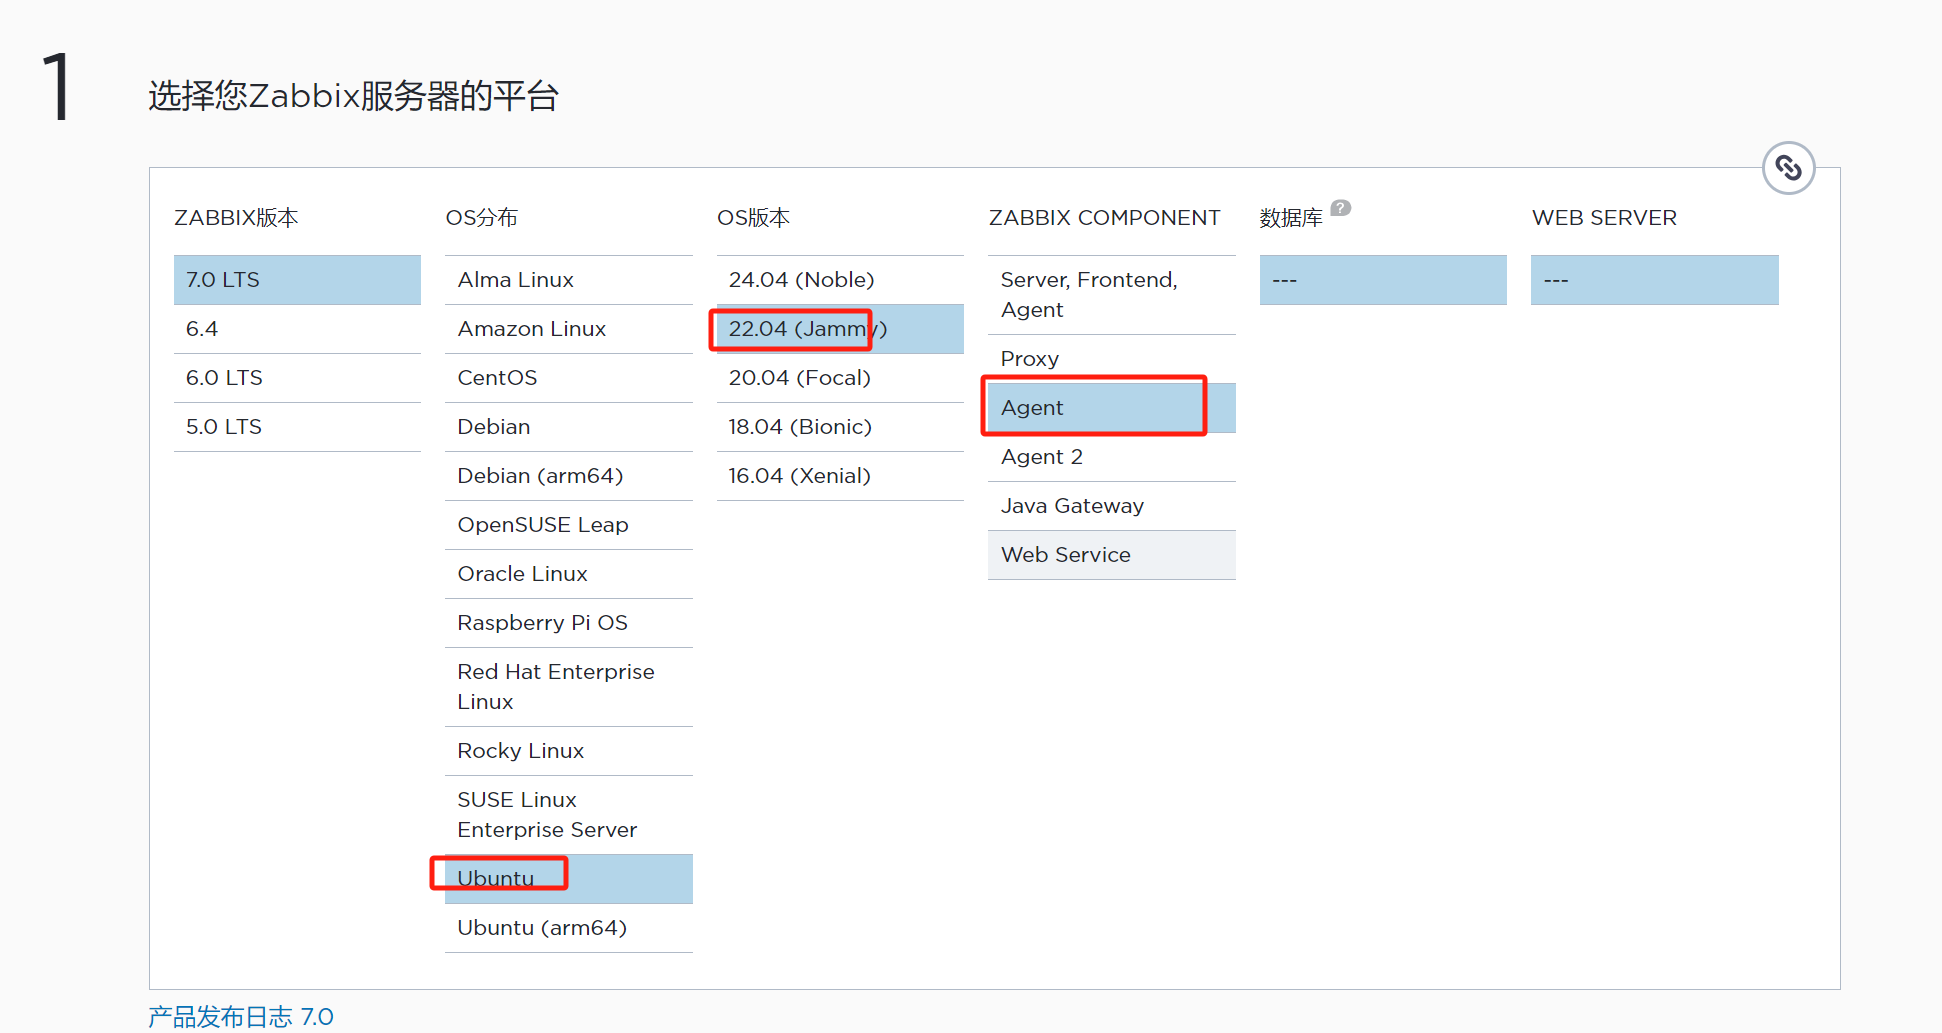 1
选择您Zabbix服务器的平台
ZABBIX版本
7.0 LTS
6.4
6.0 LTS
5.0 LTS
OS分布
Alma Linux
Amazon Linux
CentOS
Debian
Debian (arm64)
OpenSUSE Leap
Oracle Linux
Raspberry Pi OS
Red Hat Enterprise
Linux
Rocky Linux
SUSE Linux
Enterprise Server
Ubuntu
Ubuntu (arm64)
OS版本
24.04 (Noble)
22.04 (Jammy)
20.04 (Focal)
18.04 (Bionic)
16.04 (Xenial)
ZABBIX COMPONENT
Server, Frontend,
Agent
Proxy
Agent
Agent 2
Java Gateway
Web Service
数据库 ?
---
WEB SERVER
---
产品发布日志 7.0